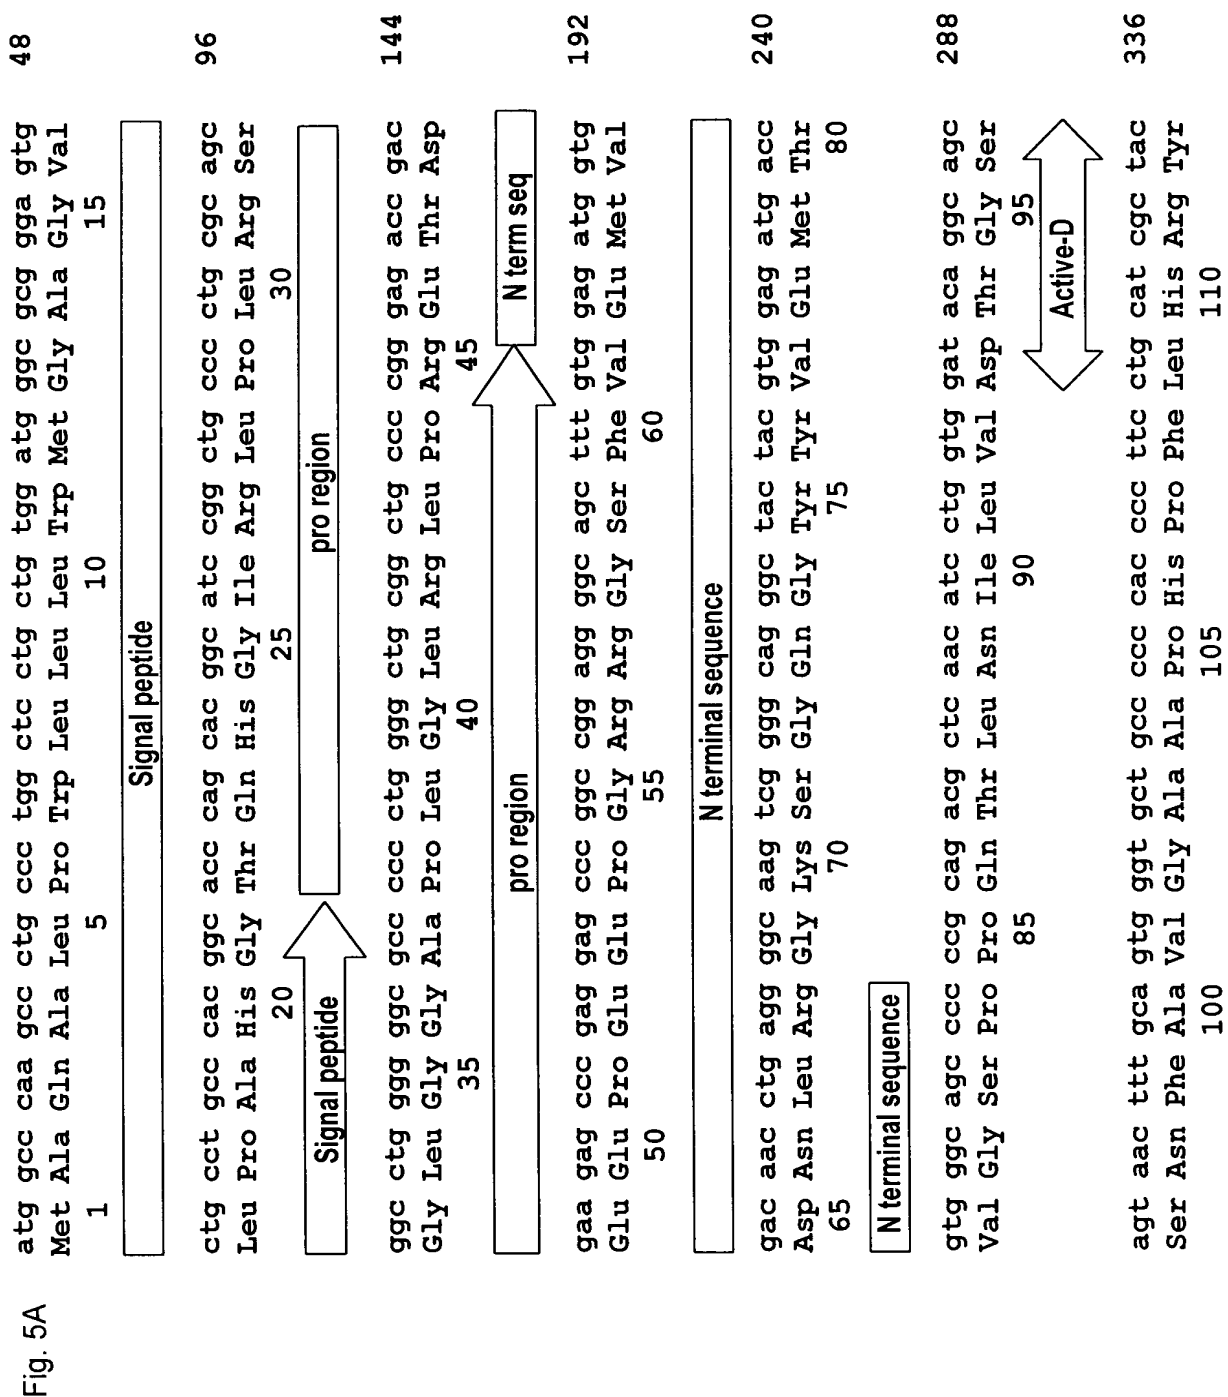 Fig. 5A
atg gcc caa gcc ctg ccc tgg ctc ctg ctg tgg atg ggc gcg gga gtg 48
Met Ala Gln Ala Leu Pro Trp Leu Leu Leu Trp Met Gly Ala Gly Val
1 5 10 15
Signal peptide
ctg cct gcc cac ggc acc cag cac ggc atc cgg ctg ccc ctg cgc agc 96
Leu Pro Ala His Gly Thr Gln His Gly Ile Arg Leu Pro Leu Arg Ser
20 25 30
Signal peptide pro region
ggc ctg ggg ggc gcc ccc ctg ggg ctg cgg ctg ccc cgg gag acc gac 144
Gly Leu Gly Gly Ala Pro Leu Gly Leu Arg Leu Pro Arg Glu Thr Asp
35 40 45
pro region N term seq
gaa gag ccc gag gag ccc ggc cgg agg ggc agc ttt gtg gag atg gtg 192
Glu Glu Pro Glu Glu Pro Gly Arg Arg Gly Ser Phe Val Glu Met Val
50 55 60
N terminal sequence
gac aac ctg agg ggc aag tcg ggg cag ggc tac tac gtg gag atg acc 240
Asp Asn Leu Arg Gly Lys Ser Gly Gln Gly Tyr Tyr Val Glu Met Thr
65 70 75 80
N terminal sequence
gtg ggc agc ccc ccg cag acg ctc aac atc ctg gtg gat aca ggc agc 288
Val Gly Ser Pro Pro Gln Thr Leu Asn Ile Leu Val Asp Thr Gly Ser
85 90 95
Active-D
agt aac ttt gca gtg ggt gct gcc ccc cac ccc ttc ctg cat cgc tac 336
Ser Asn Phe Ala Val Gly Ala Ala Pro His Pro Phe Leu His Arg Tyr
100 105 110